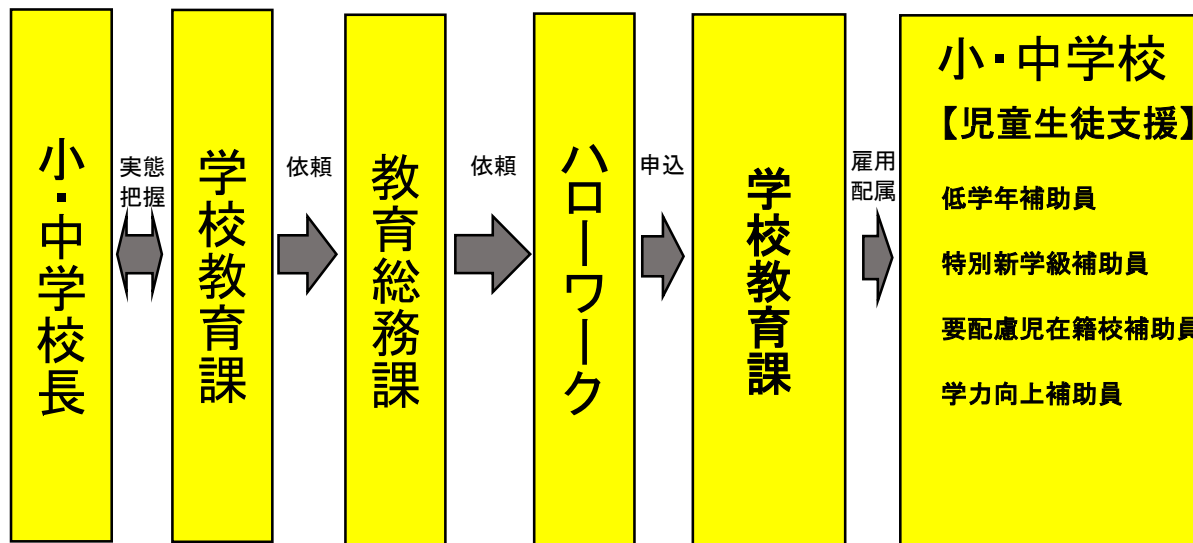 小・中学校長
実態
把握
学校教育課
依頼
教育総務課
依頼
ハローワーク
申込
学校教育課
雇用
配属
小・中学校
【児童生徒支援】
低学年補助員
特別新学級補助員
要配慮児在籍校補助員
学力向上補助員